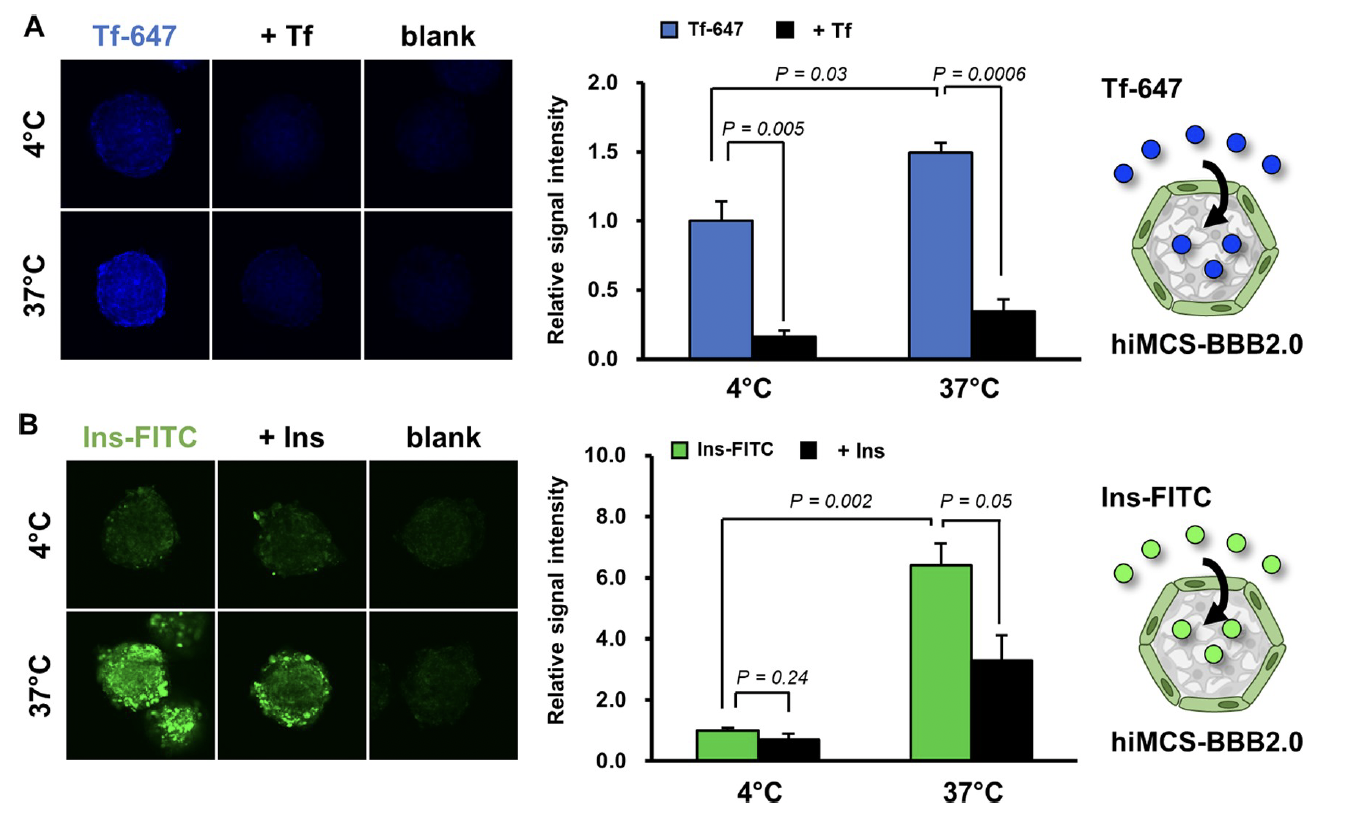 A
Tf-647 + Tf blank
4°C
37°C
Tf-647 + Tf
Relative signal intensity
2.0
1.5
1.0
0.5
0.0
P = 0.03
P = 0.0006
P = 0.005
4°C 37°C
Tf-647
hiMCS-BBB2.0
B
Ins-FITC + Ins blank
4°C
37°C
Ins-FITC + Ins
Relative signal intensity
10.0
8.0
6.0
4.0
2.0
0.0
P = 0.002
P = 0.05
P = 0.24
4°C 37°C
Ins-FITC
hiMCS-BBB2.0